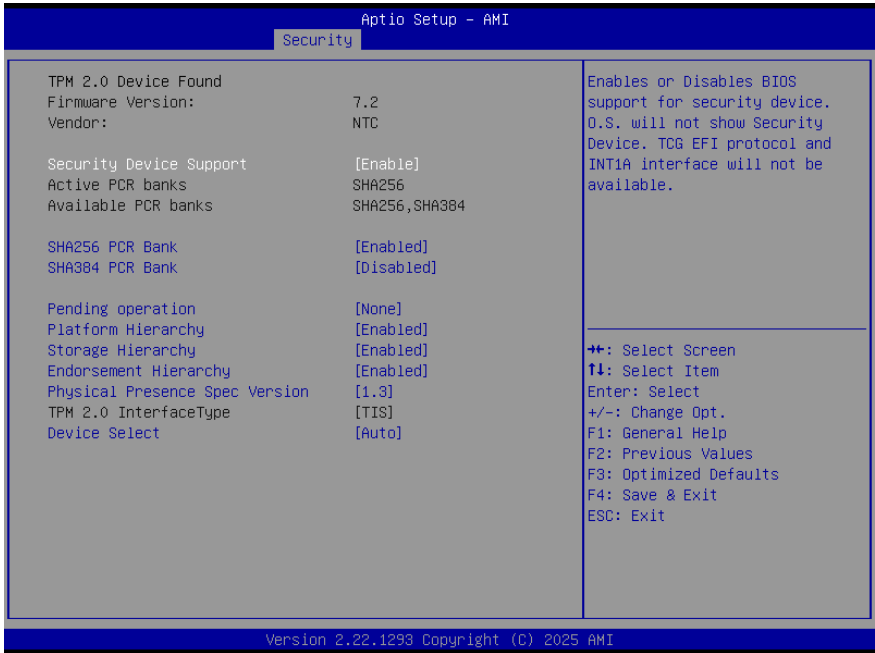 Aptio Setup – AMI
Security
TPM 2.0 Device Found
Firmware Version: 7.2
Vendor: NTC
Security Device Support [Enable]
Active PCR banks SHA256
Available PCR banks SHA256,SHA384
SHA256 PCR Bank [Enabled]
SHA384 PCR Bank [Disabled]
Pending operation [None]
Platform Hierarchy [Enabled]
Storage Hierarchy [Enabled]
Endorsement Hierarchy [Enabled]
Physical Presence Spec Version [1.3]
TPM 2.0 InterfaceType [TIS]
Device Select [Auto]
Enables or Disables BIOS
support for security device.
O.S. will not show Security
Device. TCG EFI protocol and
INT1A interface will not be
available.
→←: Select Screen
↑↓: Select Item
Enter: Select
+/-: Change Opt.
F1: General Help
F2: Previous Values
F3: Optimized Defaults
F4: Save & Exit
ESC: Exit
Version 2.22.1293 Copyright (C) 2025 AMI